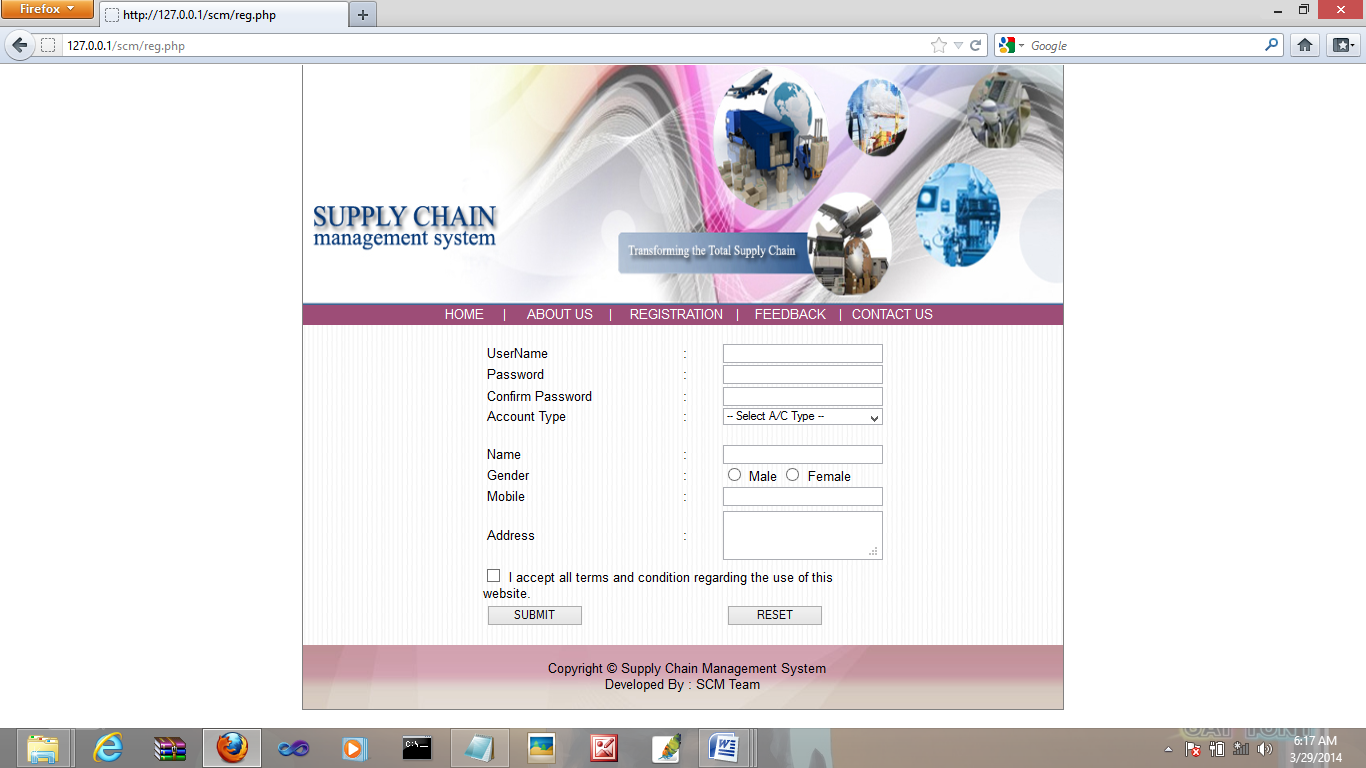 Firefox
http://127.0.0.1/scm/reg.php
127.0.0.1/scm/reg.php
Google
SUPPLY CHAIN
management system
Transforming the Total Supply Chain
HOME | ABOUT US | REGISTRATION | FEEDBACK | CONTACT US
UserName :
Password :
Confirm Password :
Account Type : -- Select A/C Type --
Name :
Gender : Male Female
Mobile :
Address :
I accept all terms and condition regarding the use of this
website.
SUBMIT RESET
Copyright © Supply Chain Management System
Developed By : SCM Team
6:17 AM
3/29/2014